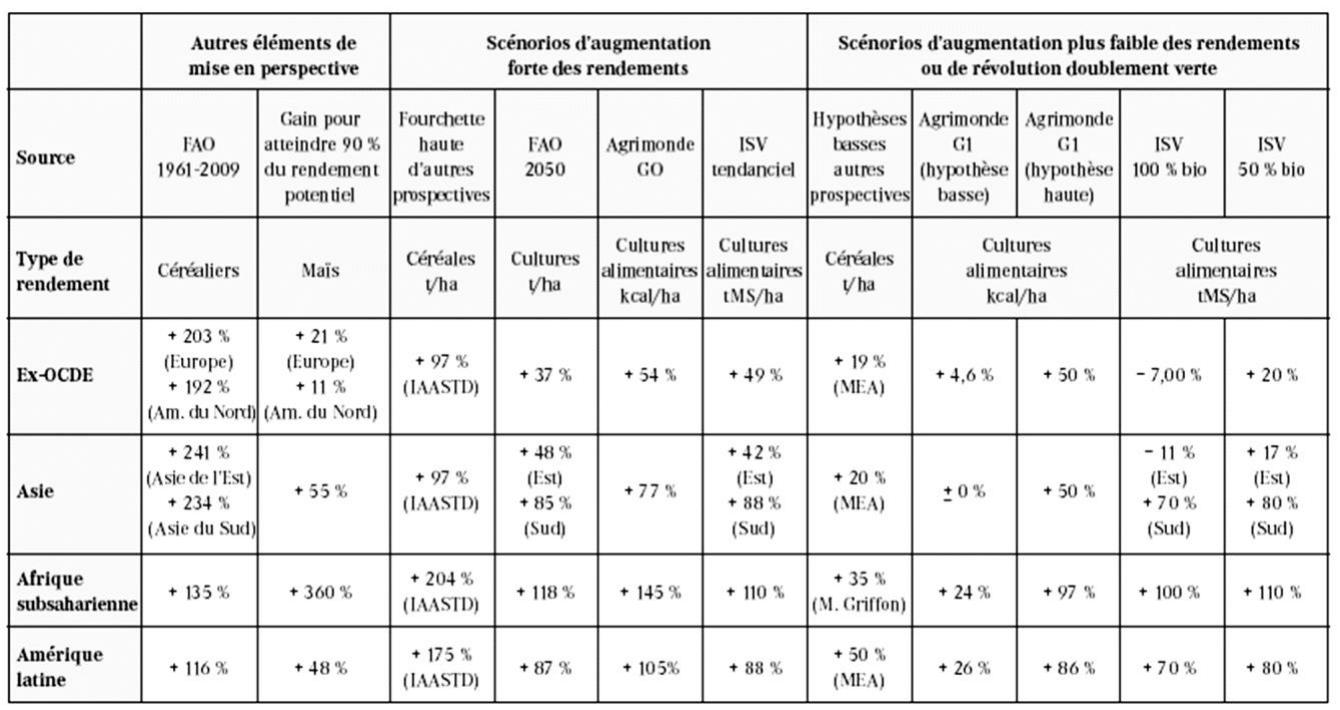 Autres éléments de
mise en perspective
Scénorios d'augmentation
forte des rendements
Scénorios d'augmentation plus faible des rendements
ou de révolution doublement verte
Source
FAO
1961-2009
Gain pour
atteindre 90 %
du rendement
potentiel
Fourchette
haute
d'autres
prospectives
FAO
2050
Agrimonde
GO
ISV
tendanciel
Hypothèses
basses
autres
prospectives
Agrimonde
G1
(hypothèse
basse)
Agrimonde
G1
(hypothèse
haute)
ISV
100 % bio
ISV
50 % bio
Type de
rendement
Céréaliers
Maïs
Céréales
t/ha
Cultures
t/ha
Cultures
alimentaires
kcal/ha
Cultures
alimentaires
tMS/ha
Céréales
t/ha
Cultures
alimentaires
kcal/ha
Cultures
alimentaires
tMS/ha
Ex-OCDE
+ 203 %
(Europe)
+ 192 %
(Am. du Nord)
+ 21 %
(Europe)
+ 11 %
(Am. du Nord)
+ 97 %
(IAASTD)
+ 37 %
+ 54 %
+ 49 %
+ 19 %
(MEA)
+ 4,6 %
+ 50 %
- 7,00 %
+ 20 %
Asie
+ 241 %
(Asie de l'Est)
+ 234 %
(Asie du Sud)
+ 55 %
+ 97 %
(IAASTD)
+ 48 %
(Est)
+ 85 %
(Sud)
+ 77 %
+ 42 %
(Est)
+ 88 %
(Sud)
+ 20 %
(MEA)
± 0 %
+ 50 %
- 11 %
(Est)
+ 70 %
(Sud)
+ 17 %
(Est)
+ 80 %
(Sud)
Afrique
subsaharienne
+ 135 %
+ 360 %
+ 204 %
(IAASTD)
+ 118 %
+ 145 %
+ 110 %
+ 35 %
(M. Griffon)
+ 24 %
+ 97 %
+ 100 %
+ 110 %
Amérique
latine
+ 116 %
+ 48 %
+ 175 %
(IAASTD)
+ 87 %
+ 105%
+ 88 %
+ 50 %
(MEA)
+ 26 %
+ 86 %
+ 70 %
+ 80 %